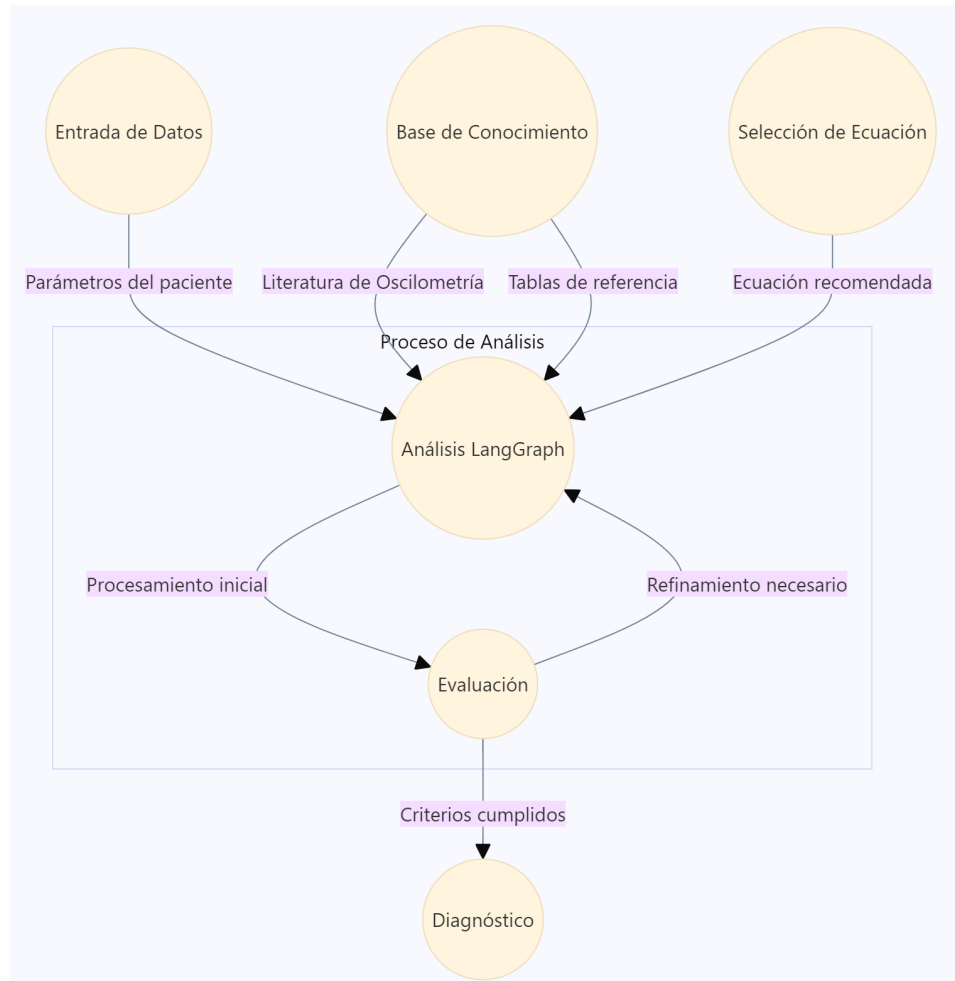 Entrada de Datos
Base de Conocimiento
Selección de Ecuación
Parámetros del paciente
Literatura de Oscilometría
Tablas de referencia
Ecuación recomendada
Proceso de Análisis
Análisis LangGraph
Procesamiento inicial
Refinamiento necesario
Evaluación
Criterios cumplidos
Diagnóstico